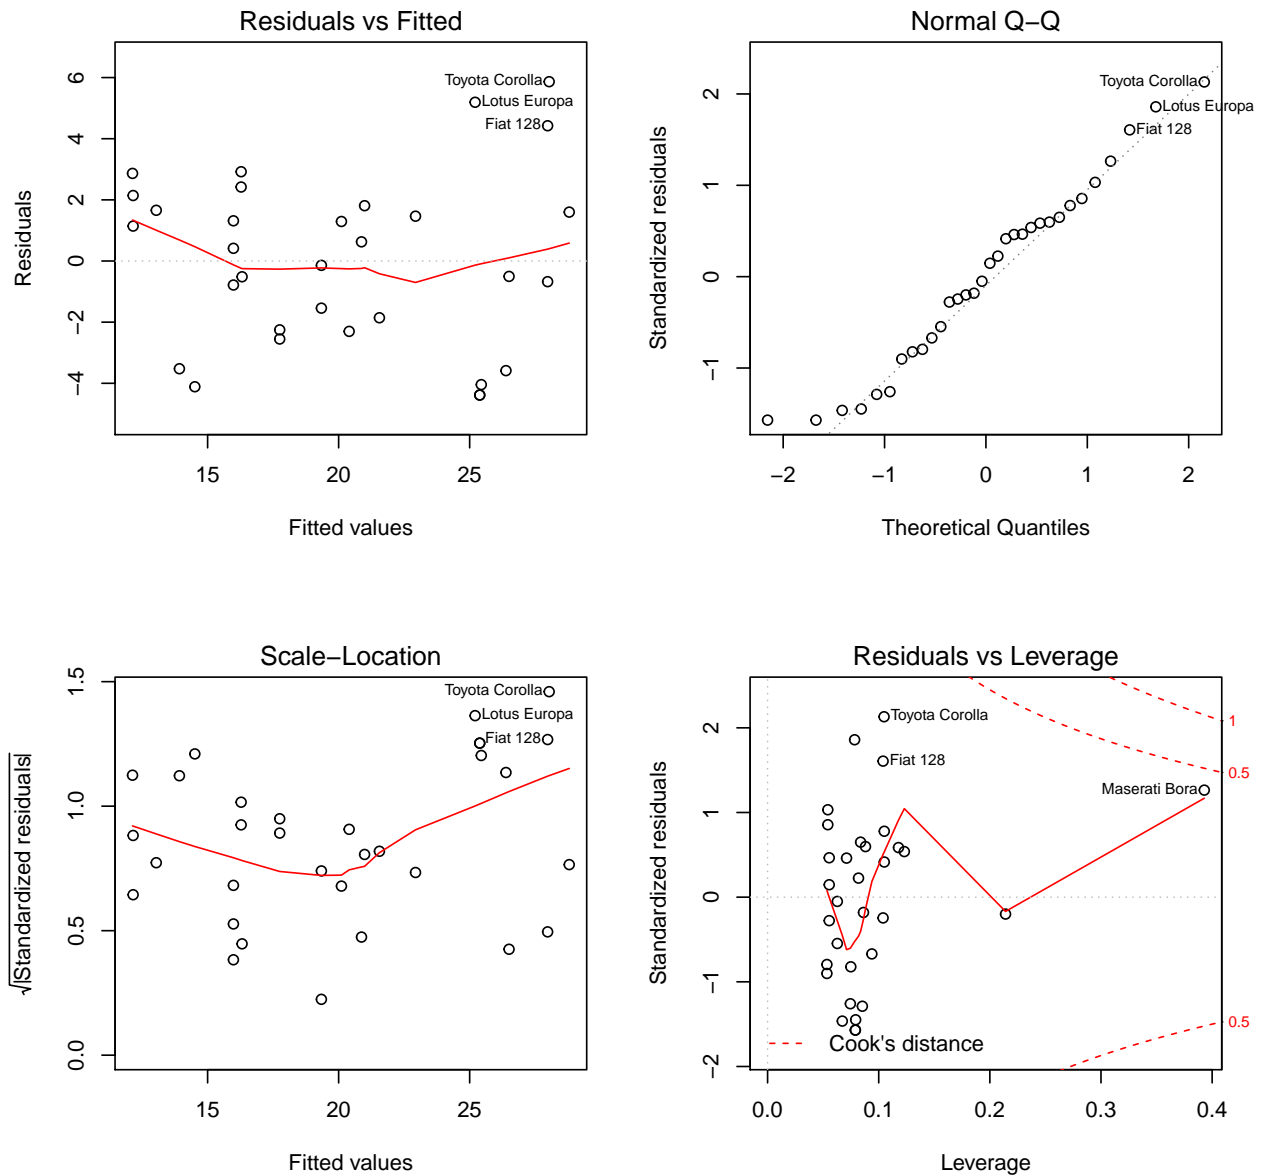 Residuals vs Fitted
Residuals
6
4
2
0
−2
−4
Toyota Corolla
Lotus Europa
Fiat 128
15 20 25
Fitted values
Normal Q−Q
Standardized residuals
2
1
0
−1
Toyota Corolla
Lotus Europa
Fiat 128
−2 −1 0 1 2
Theoretical Quantiles
Scale−Location
√|Standardized residuals|
1.5
1.0
0.5
0.0
Toyota Corolla
Lotus Europa
Fiat 128
15 20 25
Fitted values
Residuals vs Leverage
Standardized residuals
2
1
0
−1
−2
Toyota Corolla
Fiat 128
Maserati Bora
1
0.5
0.5
Cook's distance
0.0 0.1 0.2 0.3 0.4
Leverage